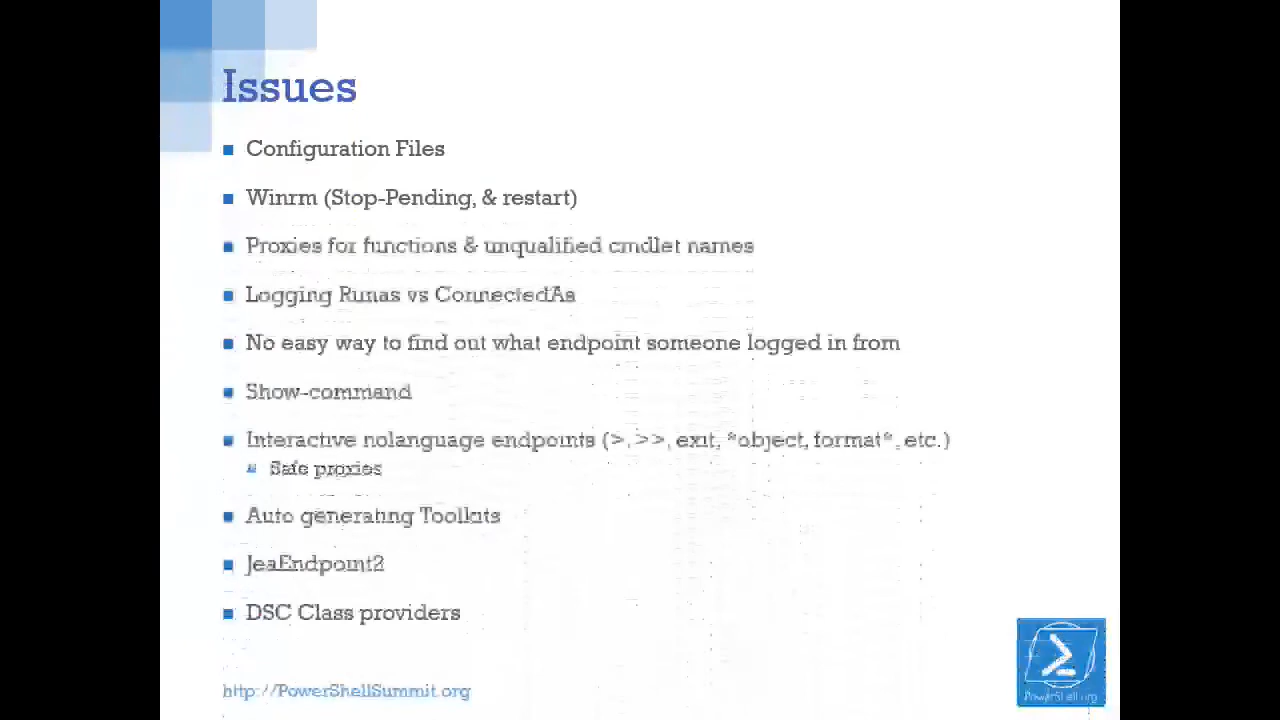 Issues
Configuration Files
Winrm (Stop-Pending, & restart)
Proxies for functions & unqualified cmdlet names
Logging Runas vs ConnectedAs
No easy way to find out what endpoint someone logged in from
Show-command
Interactive nolanguage endpoints (>, >>, exit, *object, format*, etc.)
Safe proxies
Auto generating Toolkits
JeaEndpoint2
DSC Class providers
http://PowerShellSummit.org
PowerShell.org